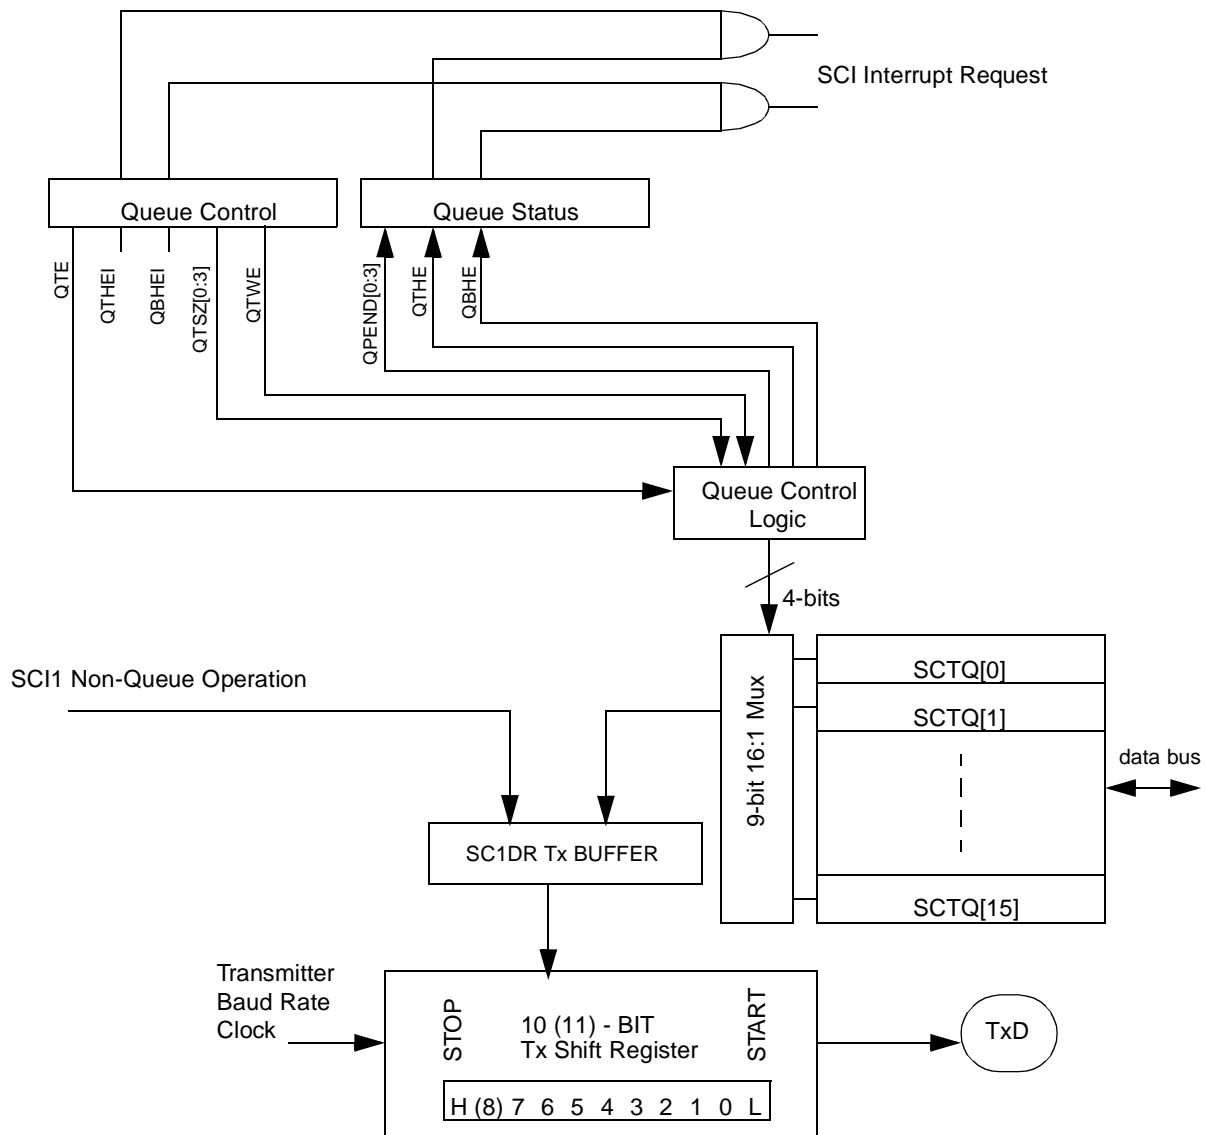 SCI Interrupt Request
Queue Control
Queue Status
QTE
QTHEI
QBHEI
QTSZ[0:3]
QTWE
QPEND[0:3]
QTHE
QBHE
Queue Control
Logic
4-bits
SCI1 Non-Queue Operation
9-bit 16:1 Mux
SCTQ[0]
SCTQ[1]
data bus
SC1DR Tx BUFFER
SCTQ[15]
Transmitter
Baud Rate
Clock
STOP
10 (11) - BIT
Tx Shift Register
START
TxD
H (8) 7 6 5 4 3 2 1 0 L